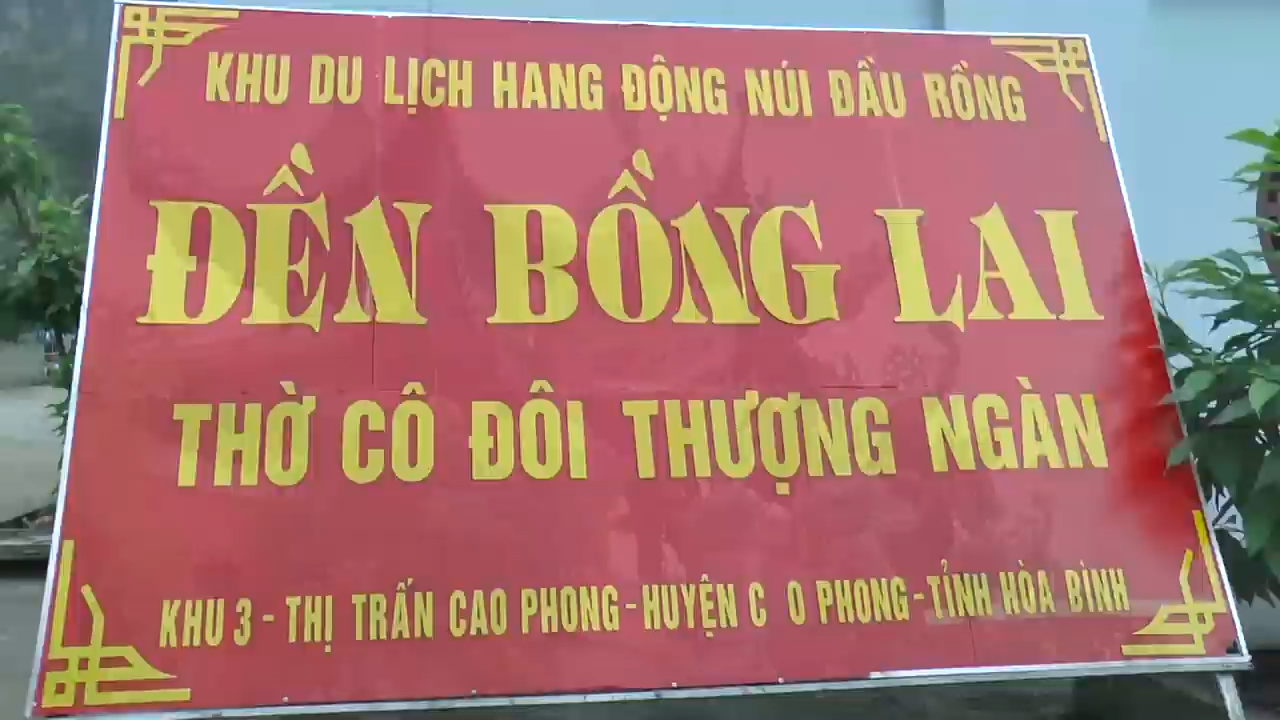 KHU DU LỊCH HANG ĐỘNG NÚI ĐẦU RỒNG
ĐỀN BỒNG LAI
THỜ CÔ ĐÔI THƯỢNG NGÀN
KHU 3 - THỊ TRẤN CAO PHONG - HUYỆN C O PHONG - TỈNH HÒA BÌNH